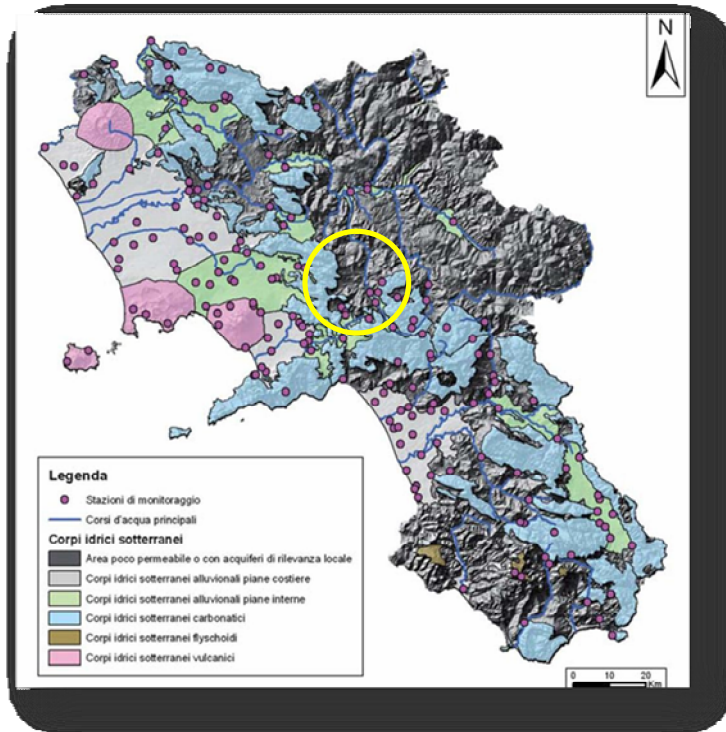 N
Legenda
Stazioni di monitoraggio
Corsi d'acqua principali
Corpi idrici sotterranei
Area poco permeabile o con acquiferi di rilevanza locale
Corpi idrici sotterranei alluvionali piane costiere
Corpi idrici sotterranei alluvionali piane interne
Corpi idrici sotterranei carbonatici
Corpi idrici sotterranei flyschoidi
Corpi idrici sotterranei vulcanici
0 10 20
Km